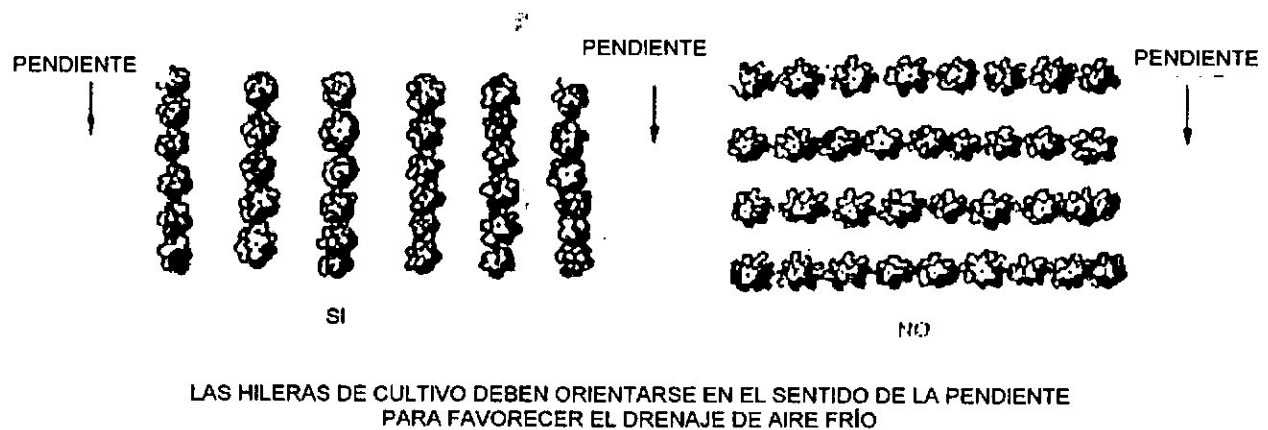 PENDIENTE
PENDIENTE
PENDIENTE
SI
NO
LAS HILERAS DE CULTIVO DEBEN ORIENTARSE EN EL SENTIDO DE LA PENDIENTE
PARA FAVORECER EL DRENAJE DE AIRE FRÍO